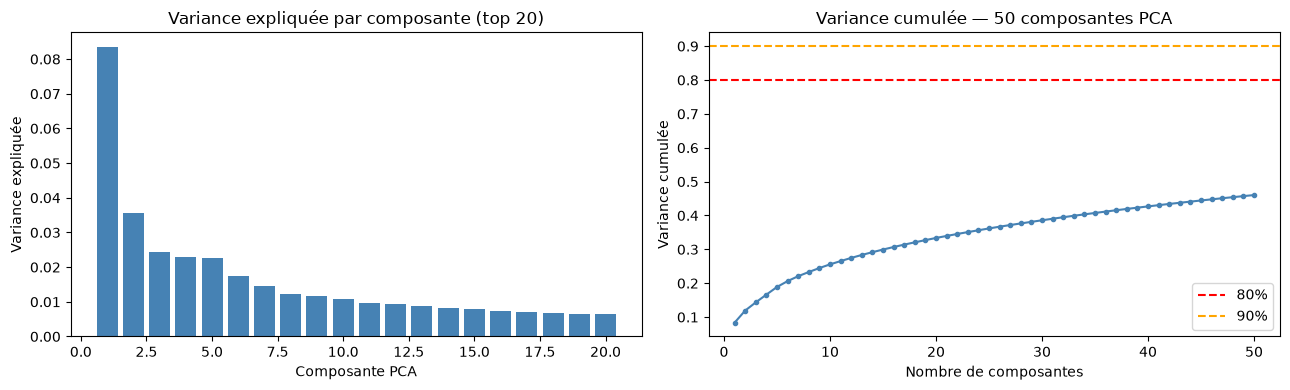 Variance expliquée par composante (top 20)
Variance expliquée
0.08
0.07
0.06
0.05
0.04
0.03
0.02
0.01
0.00
0.0 2.5 5.0 7.5 10.0 12.5 15.0 17.5 20.0
Composante PCA
Variance cumulée — 50 composantes PCA
Variance cumulée
0.9
0.8
0.7
0.6
0.5
0.4
0.3
0.2
0.1
80%
90%
0 10 20 30 40 50
Nombre de composantes